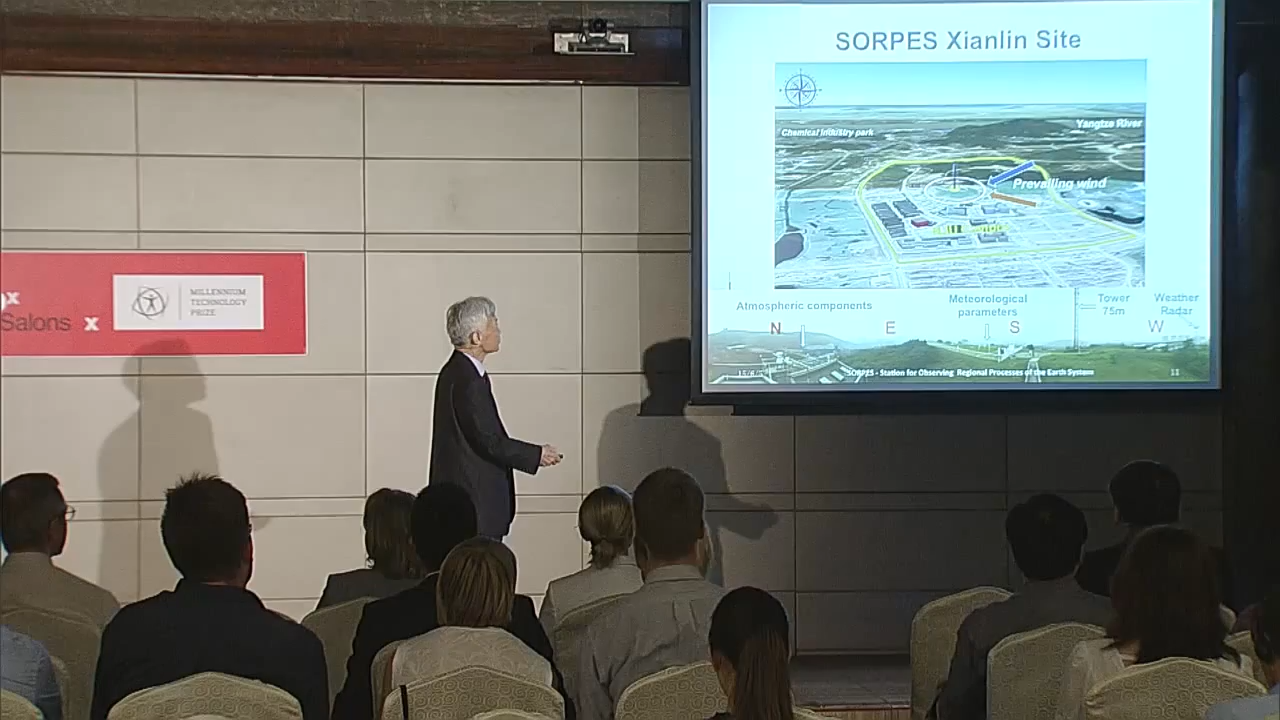 SORPES Xianlin Site
Chemical Industry park
Yangtze River
Prevailing wind
Atmospheric components
Meteorological
parameters
Tower
75m
Weather
Radar
N
E
S
W
SORPES - Station for Observing Regional Processes of the Earth System
11
x
Salons x
MILLENNIUM
TECHNOLOGY
PRIZE